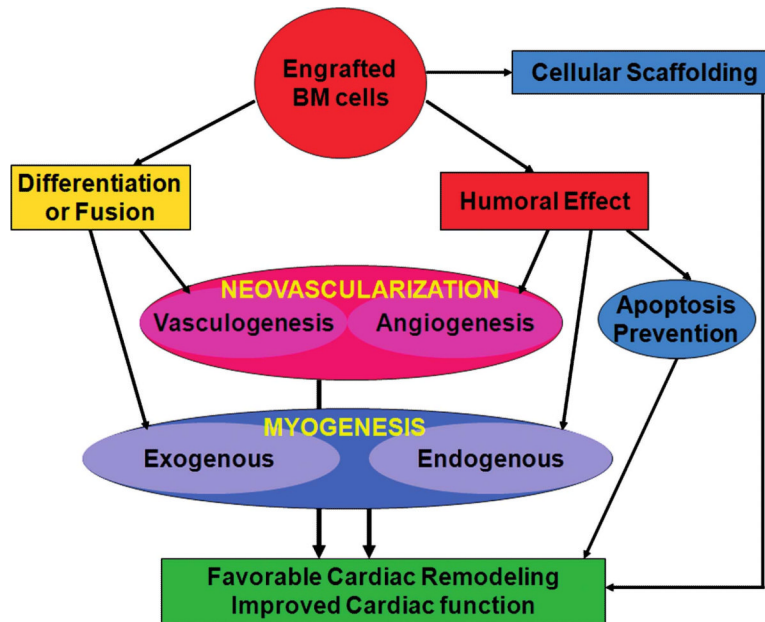 Engrafted
BM cells
Cellular Scaffolding
Differentiation
or Fusion
Humoral Effect
NEOVASCULARIZATION
Vasculogenesis
Angiogenesis
Apoptosis
Prevention
MYOGENESIS
Exogenous
Endogenous
Favorable Cardiac Remodeling
Improved Cardiac function